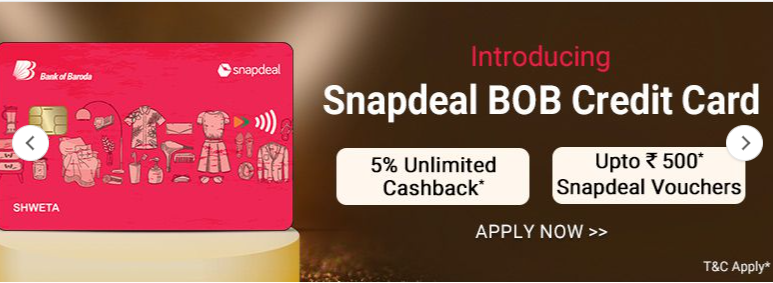 Bank of Baroda
snapdeal
SHWETA
Introducing
Snapdeal BOB Credit Card
5% Unlimited
Cashback*
Upto ₹ 500*
Snapdeal Vouchers
APPLY NOW >>
T&C Apply*